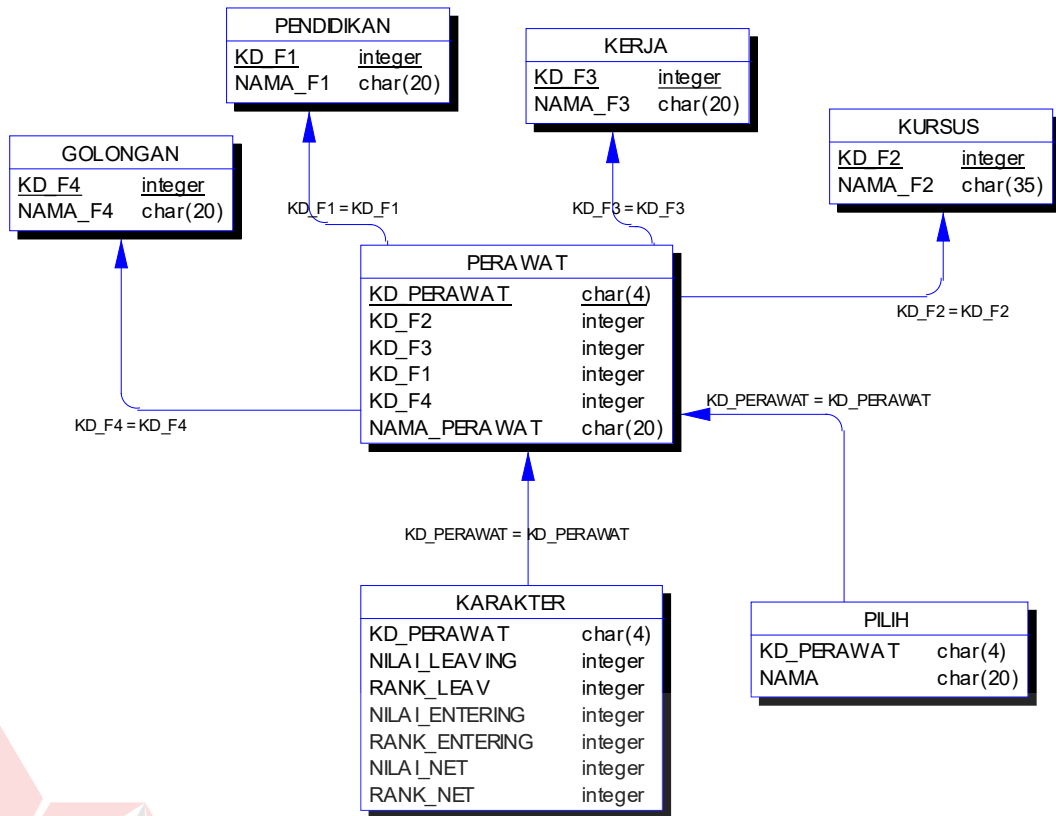 PENDIDIKAN
KD_F1 integer
NAMA_F1 char(20)
KERJA
KD_F3 integer
NAMA_F3 char(20)
KURSUS
KD_F2 integer
NAMA_F2 char(35)
GOLONGAN
KD_F4 integer
NAMA_F4 char(20)
KD_F1 = KD_F1
KD_F3 = KD_F3
KD_F2 = KD_F2
KD_F4 = KD_F4
PERAWAT
KD_PERAWAT char(4)
KD_F2 integer
KD_F3 integer
KD_F1 integer
KD_F4 integer
NAMA_PERAWAT char(20)
KD_PERAWAT = KD_PERAWAT
KD_PERAWAT = KD_PERAWAT
KARAKTER
KD_PERAWAT char(4)
NILAI_LEAVING integer
RANK_LEAV integer
NILAI_ENTERING integer
RANK_ENTERING integer
NILAI_NET integer
RANK_NET integer
PILIH
KD_PERAWAT char(4)
NAMA char(20)